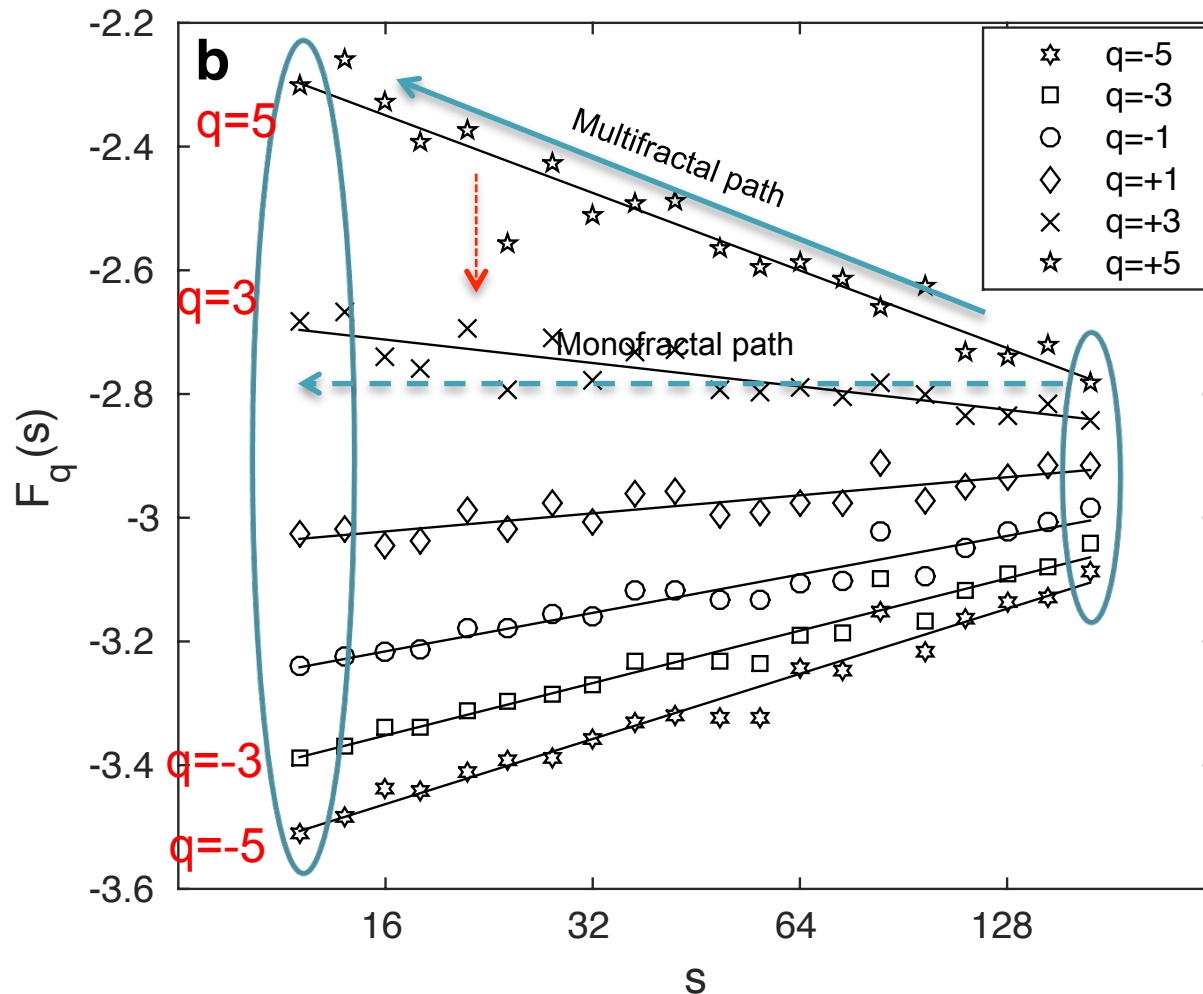 b
-2.2
-2.4
-2.6
-2.8
-3
-3.2
-3.4
-3.6
F_q (s)
q=5
q=3
q=-3
q=-5
Multifractal path
Monofractal path
q=-5
q=-3
q=-1
q=+1
q=+3
q=+5
16 32 64 128
s